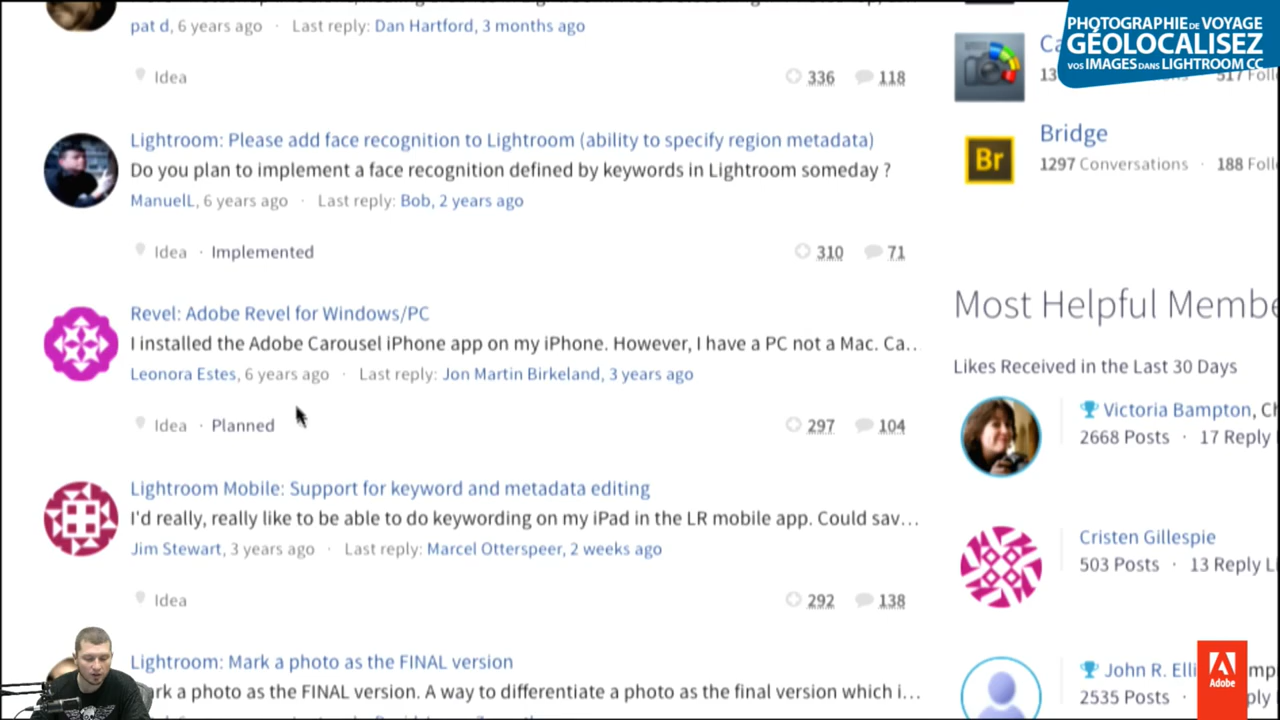 PHOTOGRAPHIE DE VOYAGE
GÉOLOCALISEZ
VOS IMAGES DANS LIGHTROOM CC
pat d, 6 years ago · Last reply: Dan Hartford, 3 months ago
Idea
336 118
Lightroom: Please add face recognition to Lightroom (ability to specify region metadata)
Do you plan to implement a face recognition defined by keywords in Lightroom someday ?
ManuelL, 6 years ago · Last reply: Bob, 2 years ago
Idea · Implemented
310 71
Revel: Adobe Revel for Windows/PC
I installed the Adobe Carousel iPhone app on my iPhone. However, I have a PC not a Mac. Ca…
Leonora Estes, 6 years ago · Last reply: Jon Martin Birkeland, 3 years ago
Idea · Planned
297 104
Lightroom Mobile: Support for keyword and metadata editing
I'd really, really like to be able to do keywording on my iPad in the LR mobile app. Could sav…
Jim Stewart, 3 years ago · Last reply: Marcel Otterspeer, 2 weeks ago
Idea
292 138
Lightroom: Mark a photo as the FINAL version
ark a photo as the FINAL version. A way to differentiate a photo as the final version which i…
Ca
13
517 Foll
Br
Bridge
1297 Conversations · 188 Foll
Most Helpful Membe
Likes Received in the Last 30 Days
Victoria Bampton, Ch
2668 Posts · 17 Reply
Cristen Gillespie
503 Posts · 13 Reply Li
John R. Elli
2535 Posts
Adobe